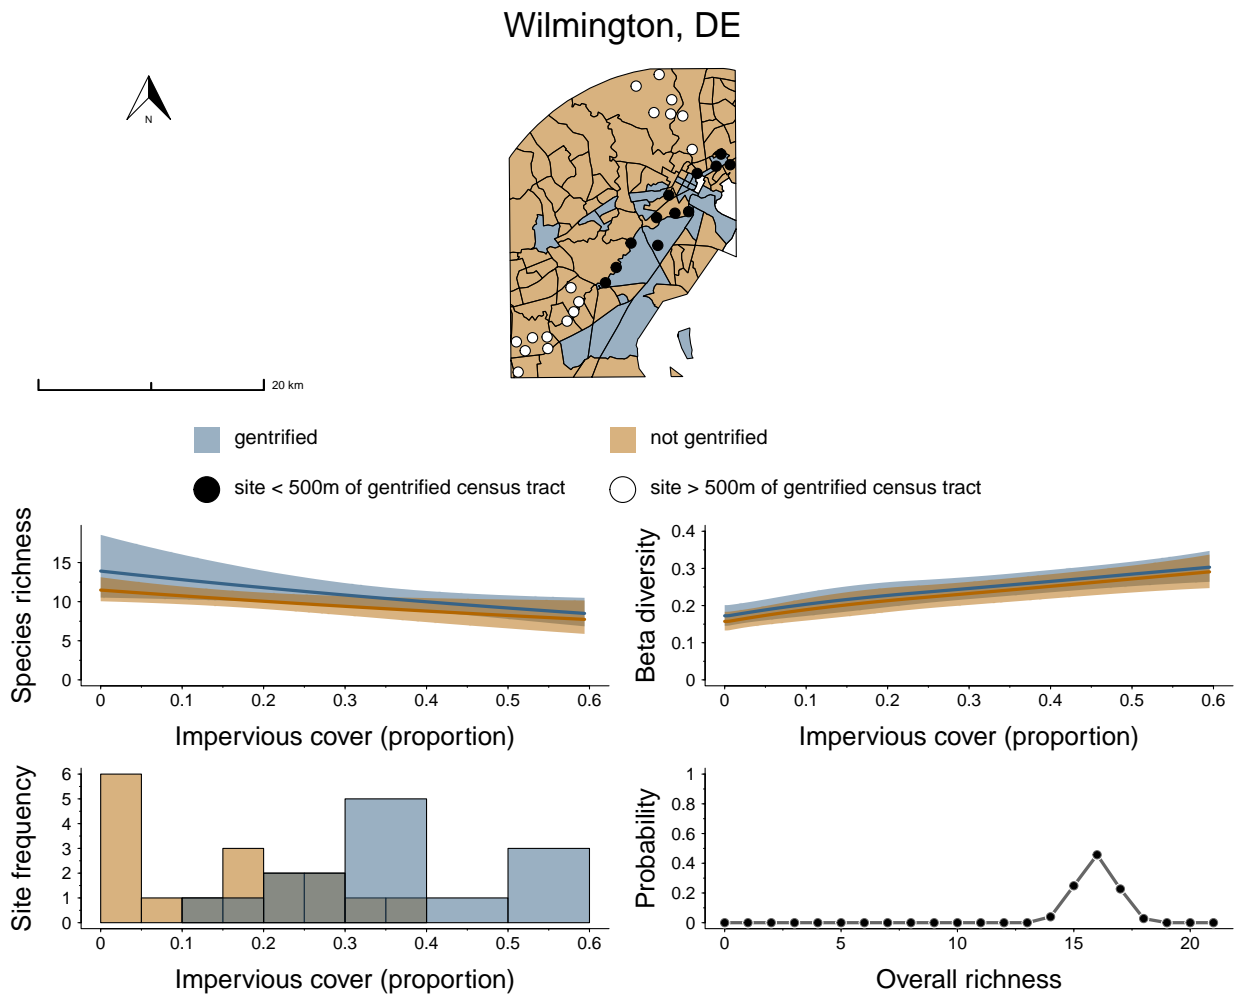 Wilmington, DE
N
20 km
gentrified
not gentrified
site < 500m of gentrified census tract
site > 500m of gentrified census tract
Species richness
15
10
5
0
0 0.1 0.2 0.3 0.4 0.5 0.6
Impervious cover (proportion)
Beta diversity
0.4
0.3
0.2
0.1
0
0 0.1 0.2 0.3 0.4 0.5 0.6
Impervious cover (proportion)
Site frequency
6
5
4
3
2
1
0
0 0.1 0.2 0.3 0.4 0.5 0.6
Impervious cover (proportion)
Probability
1
0.8
0.6
0.4
0.2
0
0 5 10 15 20
Overall richness